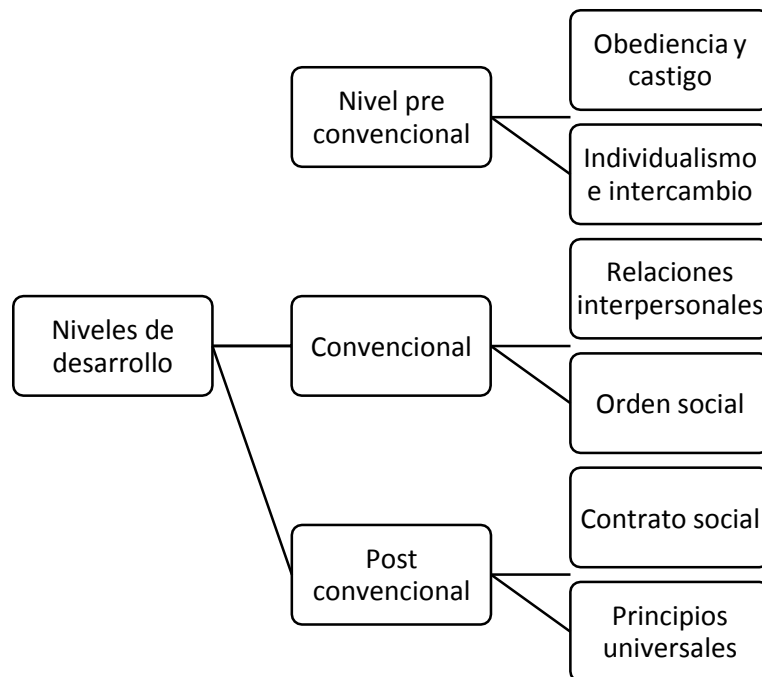 Niveles de
desarrollo
Nivel pre
convencional
Obediencia y
castigo
Individualismo
e intercambio
Convencional
Relaciones
interpersonales
Orden social
Post
convencional
Contrato social
Principios
universales